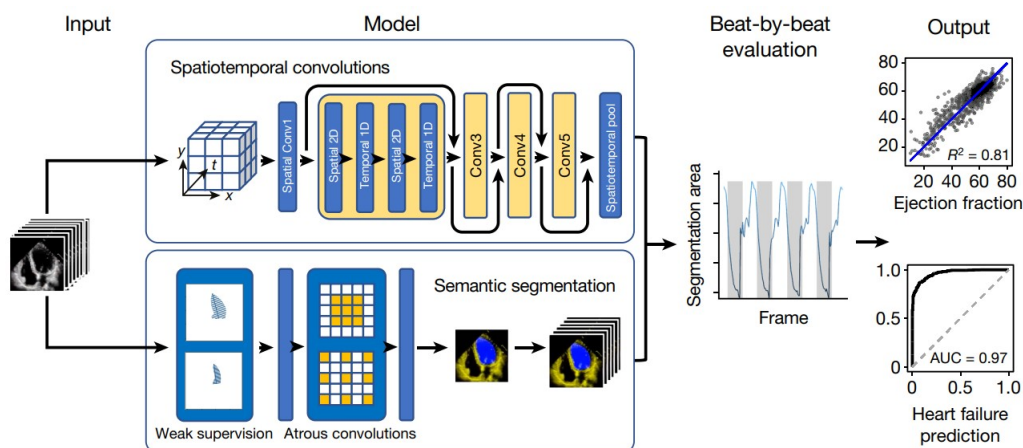 Input
Model
Beat-by-beat
evaluation
Output
Spatiotemporal convolutions
y
t
x
Spatial Conv1
Spatial 2D
Temporal 1D
Spatial 2D
Temporal 1D
Conv3
Conv4
Conv5
Spatiotemporal pool
Semantic segmentation
Weak supervision
Atrous convolutions
Segmentation area
Frame
80
60
40
20
R² = 0.81
20 40 60 80
Ejection fraction
1.0
0.5
0
AUC = 0.97
0 0.5 1.0
Heart failure
prediction